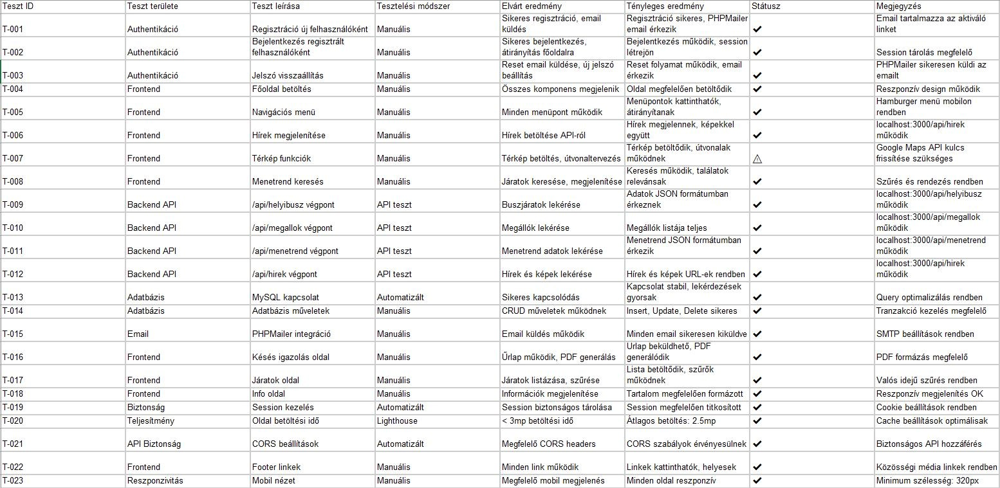 Teszt ID Teszt területe Teszt leírása Tesztelési módszer Elvárt eredmény Tényleges eredmény Státusz Megjegyzés
T-001 Authentikáció Regisztráció új felhasználóként Manuális Sikeres regisztráció, email küldés Regisztráció sikeres, PHPMailer email érkezik ✔ Email tartalmazza az aktiváló linket
T-002 Authentikáció Bejelentkezés regisztrált felhasználóként Manuális Sikeres bejelentkezés, átirányítás főoldalra Bejelentkezés működik, session létrejön ✔ Session tárolás megfelelő
T-003 Authentikáció Jelszó visszaállítás Manuális Reset email küldése, új jelszó beállítás Reset folyamat működik, email érkezik ✔ PHPMailer sikeresen küldi az emailt
T-004 Frontend Főoldal betöltés Manuális Összes komponens megjelenik Oldal megfelelően betöltődik ✔ Reszponzív design működik
T-005 Frontend Navigációs menü Manuális Minden menüpont működik Menüpontok kattinthatók, átirányítanak ✔ Hamburger menü mobilon rendben
T-006 Frontend Hírek megjelenítése Manuális Hírek betöltése API-ról Hírek megjelennek, képekkel együtt ✔ localhost:3000/api/hirek működik
T-007 Frontend Térkép funkciók Manuális Térkép betöltés, útvonaltervezés Térkép betöltődik, útvonalak működnek ⚠ Google Maps API kulcs frissítése szükséges
T-008 Frontend Menetrend keresés Manuális Járatok keresése, megjelenítése Keresés működik, találatok relevánsak ✔ Szűrés és rendezés rendben
T-009 Backend API /api/helyibusz végpont API teszt Buszjáratok lekérése Adatok JSON formátumban érkeznek ✔ localhost:3000/api/helyibusz működik
T-010 Backend API /api/megallok végpont API teszt Megállók lekérése Megállók listája teljes ✔ localhost:3000/api/megallok működik
T-011 Backend API /api/menetrend végpont API teszt Menetrend adatok lekérése Menetrend JSON formátumban érkezik ✔ localhost:3000/api/menetrend működik
T-012 Backend API /api/hirek végpont API teszt Hírek és képek lekérése Hírek és képek URL-ek rendben ✔ localhost:3000/api/hirek működik
T-013 Adatbázis MySQL kapcsolat Automatizált Sikeres kapcsolódás Kapcsolat stabil, lekérdezések gyorsak ✔ Query optimalizálás rendben
T-014 Adatbázis Adatbázis műveletek Manuális CRUD műveletek működnek Insert, Update, Delete sikeres ✔ Tranzakció kezelés megfelelő
T-015 Email PHPMailer integráció Manuális Email küldés működik Minden email sikeresen kiküldve ✔ SMTP beállítások rendben
T-016 Frontend Késés igazolás oldal Manuális Űrlap működik, PDF generálás Űrlap beküldhető, PDF generálódik ✔ PDF formázás megfelelő
T-017 Frontend Járatok oldal Manuális Járatok listázása, szűrése Lista betöltődik, szűrők működnek ✔ Valós idejű szűrés rendben
T-018 Frontend Info oldal Manuális Információk megjelenítése Tartalom megfelelően formázott ✔ Reszponzív megjelenítés OK
T-019 Biztonság Session kezelés Automatizált Session biztonságos tárolása Session megfelelően titkosított ✔ Cookie beállítások rendben
T-020 Teljesítmény Oldal betöltési idő Lighthouse < 3mp betöltési idő Átlagos betöltés: 2.5mp ✔ Cache beállítások optimálisak
T-021 API Biztonság CORS beállítások Automatizált Megfelelő CORS headers CORS szabályok érvényesülnek ✔ Biztonságos API hozzáférés
T-022 Frontend Footer linkek Manuális Minden link működik Linkek kattinthatók, helyesek ✔ Közösségi média linkek rendben
T-023 Reszponzivitás Mobil nézet Manuális Megfelelő mobil megjelenés Minden oldal reszponzív ✔ Minimum szélesség: 320px